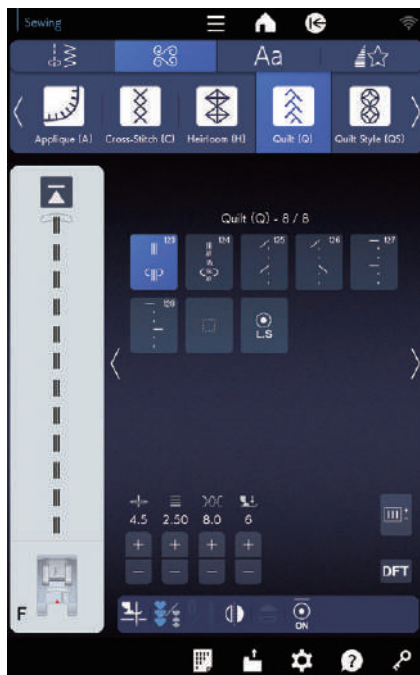 Sewing
Aa
Applique (A) Cross-Stitch (C) Heirloom (H) Quilt (Q) Quilt Style (QS)
Quilt (Q) - 8 / 8
123 124 125 126 127
128
L.S
4.5 2.50 8.0 6
+ + + +
− − − −
DFT
F
ON
?